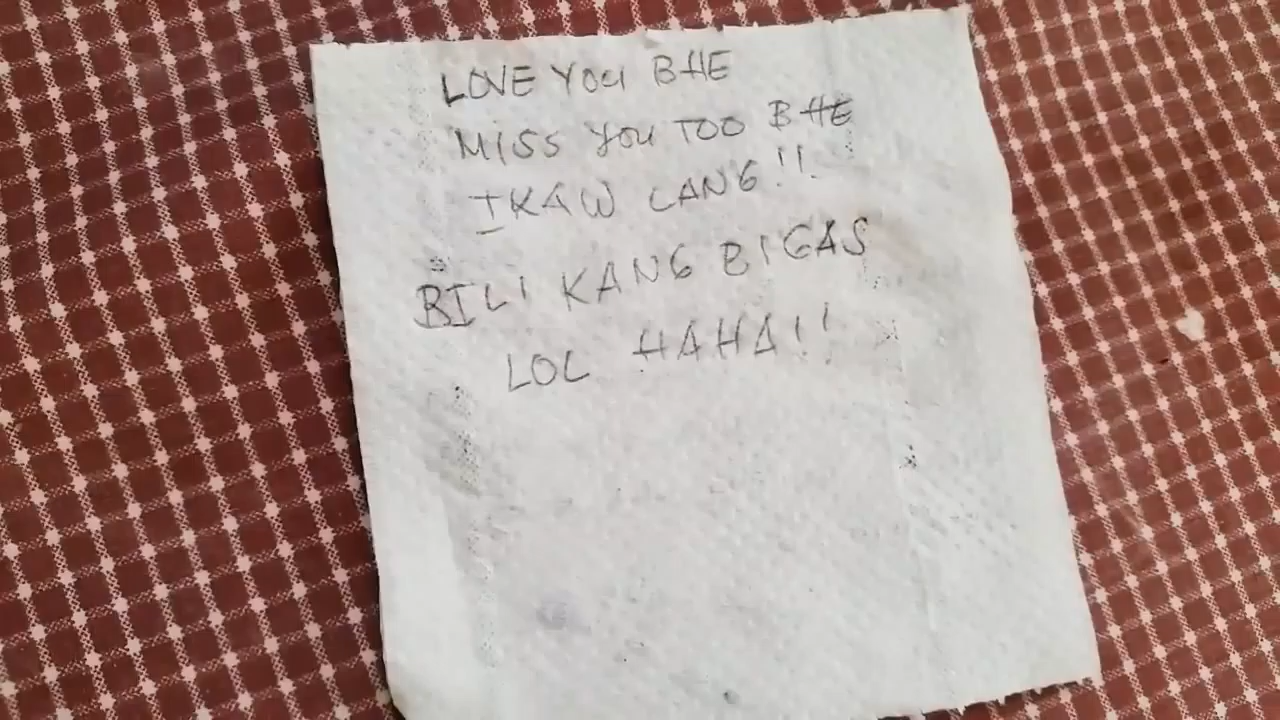 LOVE YOU BHE
MISS YOU TOO BHE
IKAW LANG!!
BILI KANG BIGAS
LOL HAHA!!